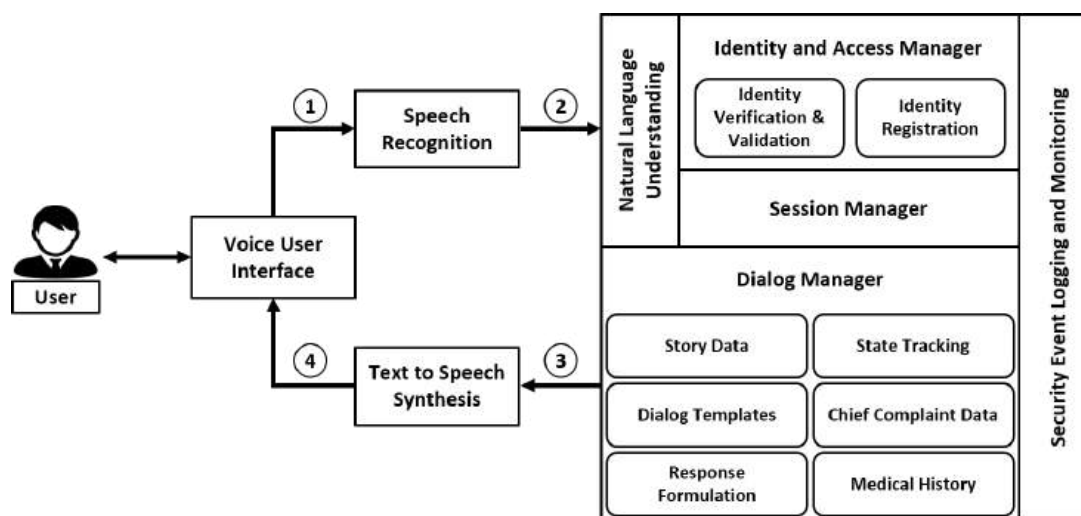 User
Voice User
Interface
1
Speech
Recognition
2
Natural Language
Understanding
Identity and Access Manager
Identity
Verification &
Validation
Identity
Registration
Session Manager
Dialog Manager
Story Data
State Tracking
Dialog Templates
Chief Complaint Data
Response
Formulation
Medical History
Security Event Logging and Monitoring
3
Text to Speech
Synthesis
4